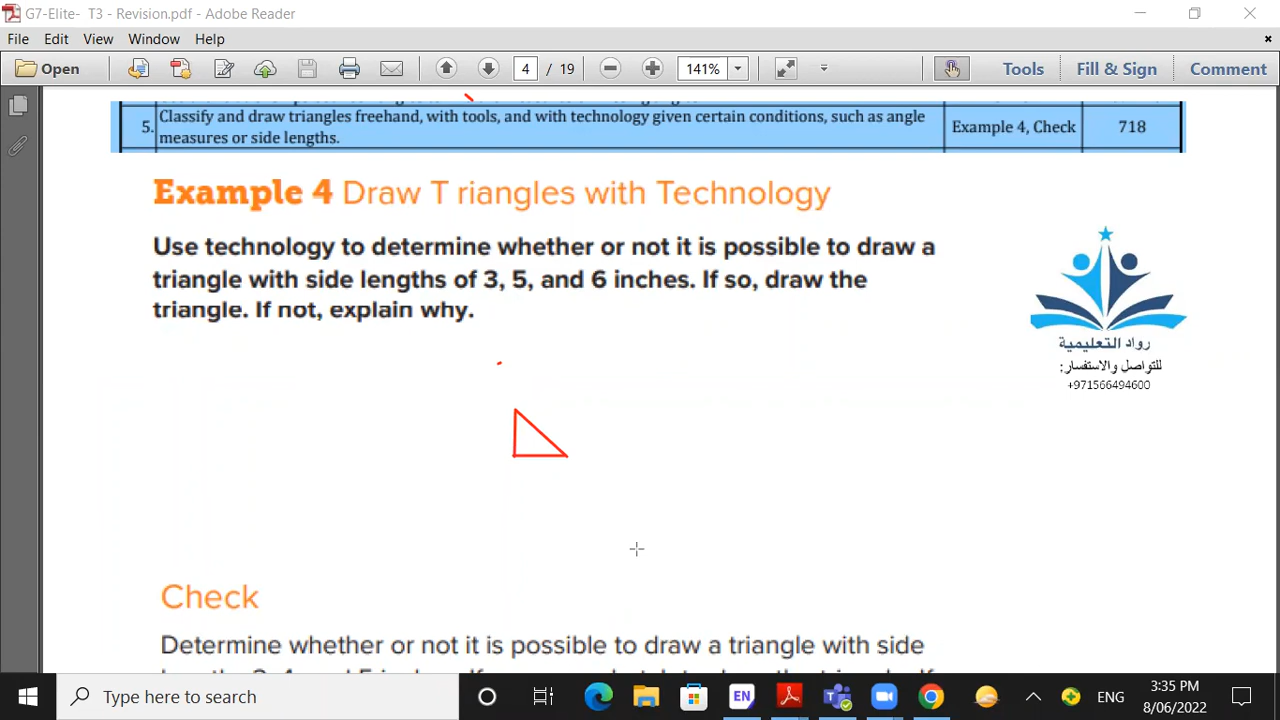 G7-Elite- T3 - Revision.pdf - Adobe Reader
File Edit View Window Help
Open 4 / 19 141% Tools Fill & Sign Comment
5. Classify and draw triangles freehand, with tools, and with technology given certain conditions, such as angle
measures or side lengths. Example 4, Check 718
Example 4 Draw T riangles with Technology
Use technology to determine whether or not it is possible to draw a
triangle with side lengths of 3, 5, and 6 inches. If so, draw the
triangle. If not, explain why.
رواد التعليمية
للتواصل والاستفسار:
+971566494600
Check
Determine whether or not it is possible to draw a triangle with side
Type here to search
EN
ENG
3:35 PM
8/06/2022